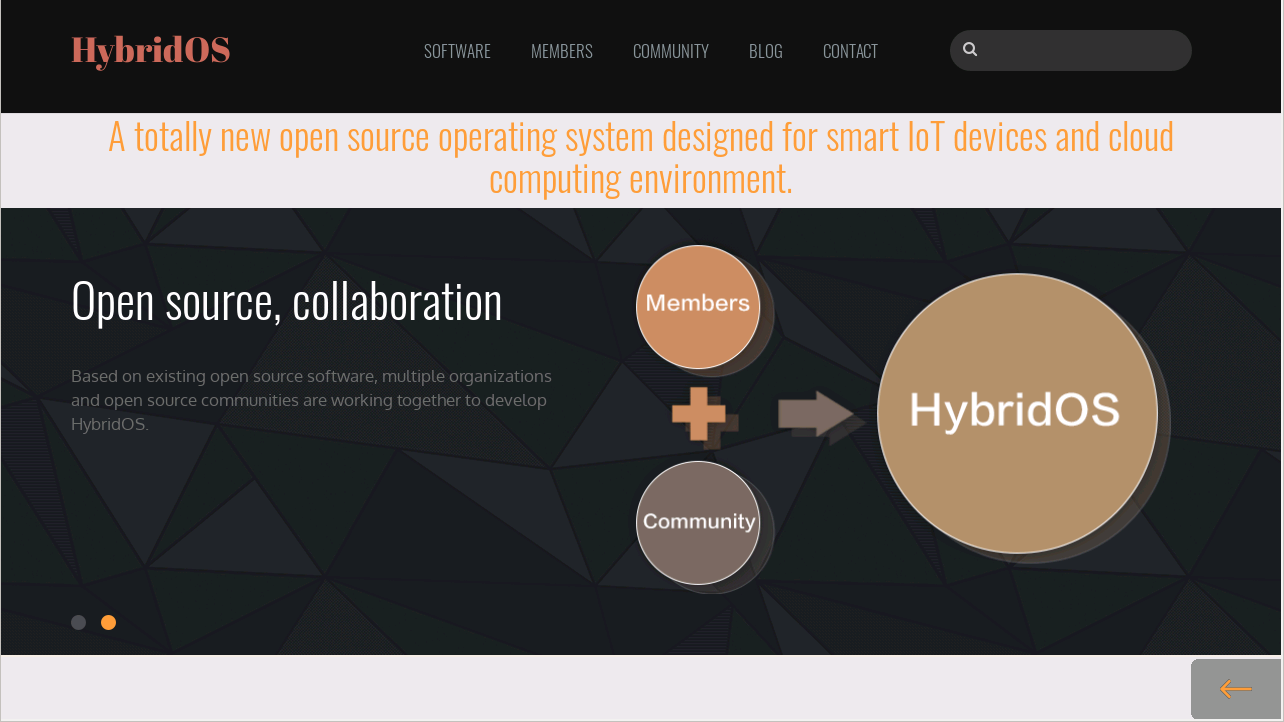 HybridOS
SOFTWARE
MEMBERS
COMMUNITY
BLOG
CONTACT
A totally new open source operating system designed for smart IoT devices and cloud
computing environment.
Open source, collaboration
Based on existing open source software, multiple organizations
and open source communities are working together to develop
HybridOS.
Members
Community
HybridOS